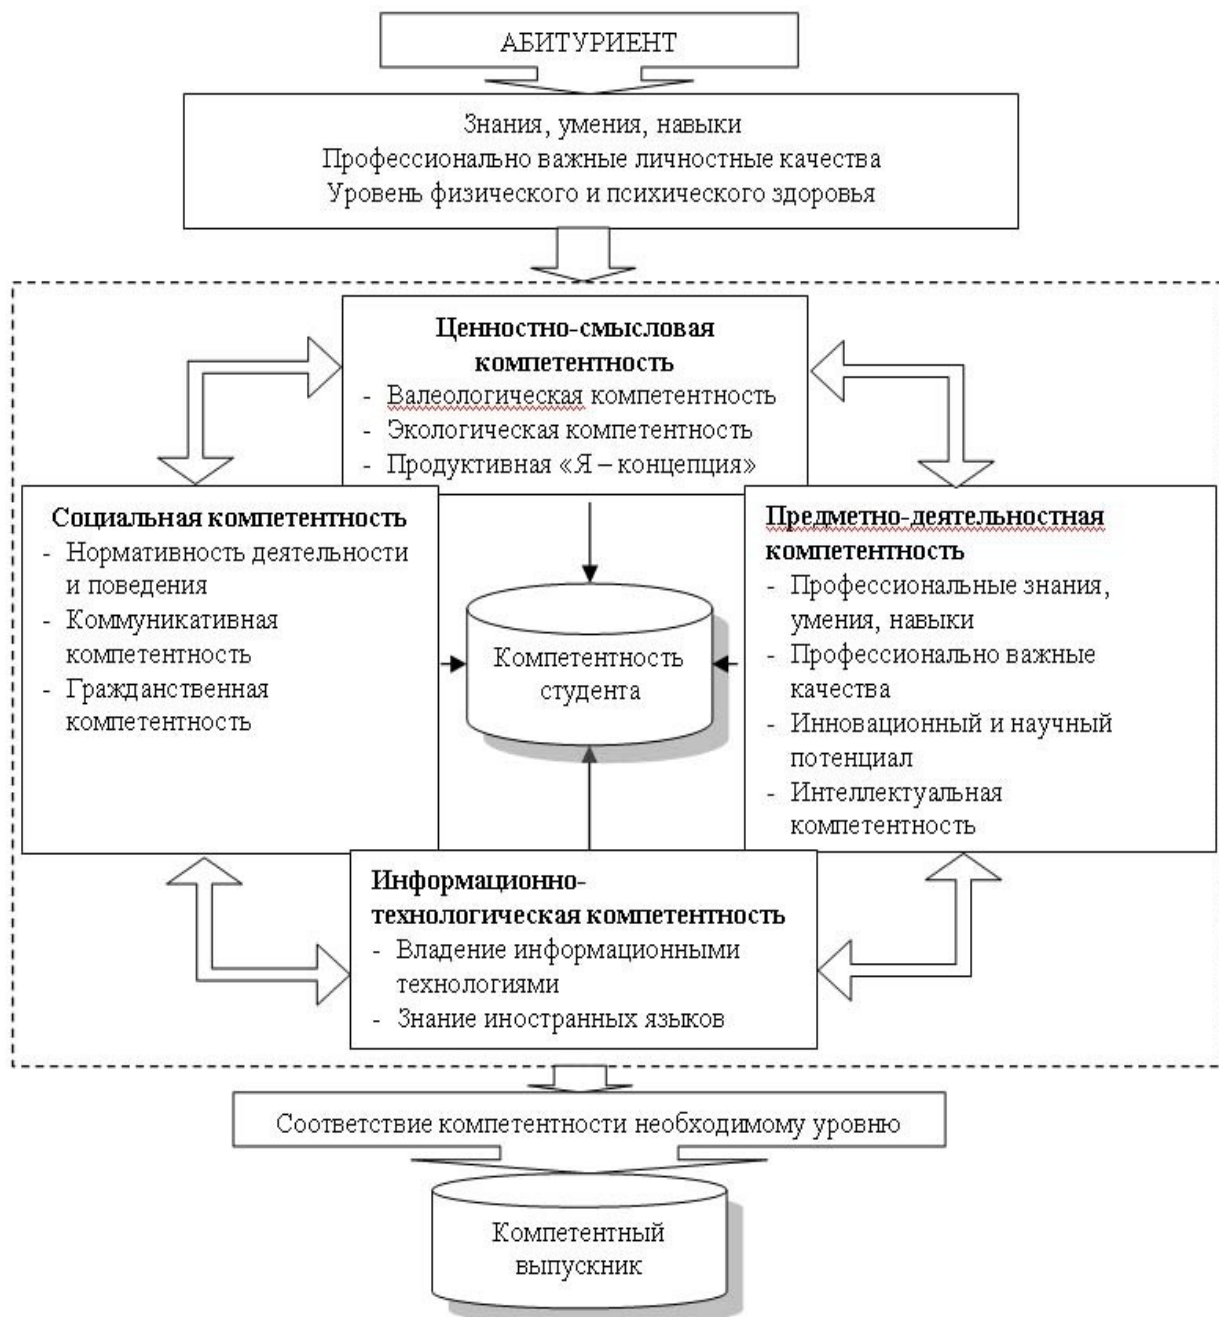 АБИТУРИЕНТ
Знания, умения, навыки
Профессионально важные личностные качества
Уровень физического и психического здоровья
Ценностно-смысловая
компетентность
- Валеологическая компетентность
- Экологическая компетентность
- Продуктивная «Я – концепция»
Социальная компетентность
- Нормативность деятельности
и поведения
- Коммуникативная
компетентность
- Гражданственная
компетентность
Компетентность
студента
Предметно-деятельностная
компетентность
- Профессиональные знания,
умения, навыки
- Профессионально важные
качества
- Инновационный и научный
потенциал
- Интеллектуальная
компетентность
Информационно-
технологическая компетентность
- Владение информационными
технологиями
- Знание иностранных языков
Соответствие компетентности необходимому уровню
Компетентный
выпускник